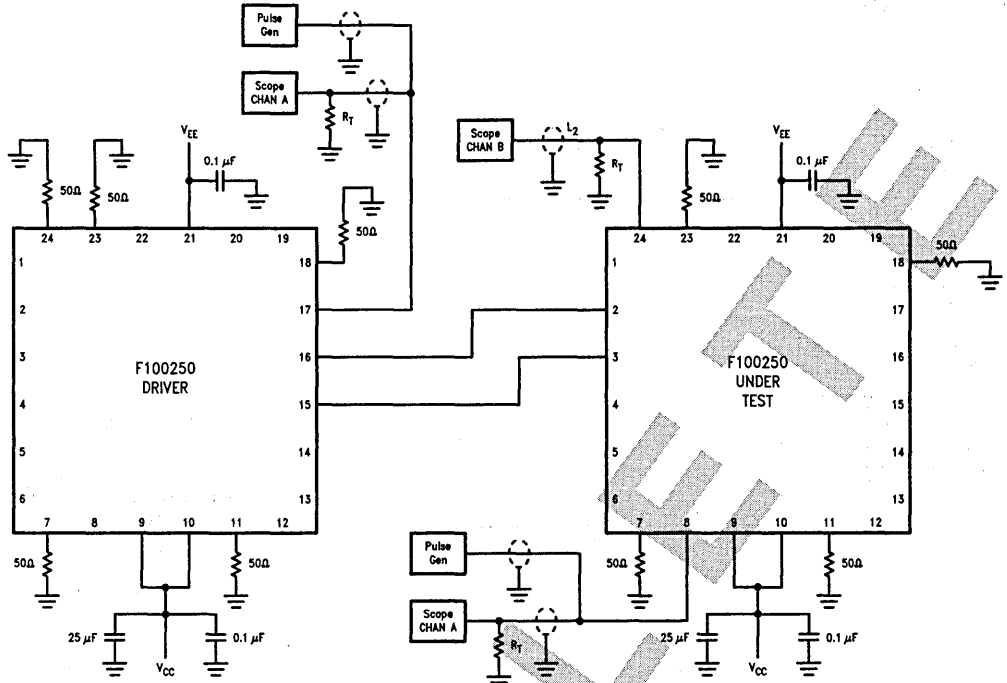 Pulse
Gen
Scope
CHAN A
R_T
V_EE
0.1 μF
50Ω
50Ω
50Ω
24 23 22 21 20 19
1 18
2 17
3 16
4 15
5 14
6 13
7 8 9 10 11 12
F100250
DRIVER
50Ω
50Ω
25 μF
0.1 μF
V_CC
Scope
CHAN B
L_2
R_T
V_EE
0.1 μF
50Ω
50Ω
24 23 22 21 20 19
1 18
2 17
3 16
4 15
5 14
6 13
7 8 9 10 11 12
F100250
UNDER
TEST
Pulse
Gen
Scope
CHAN A
R_T
50Ω
50Ω
25 μF
0.1 μF
V_CC